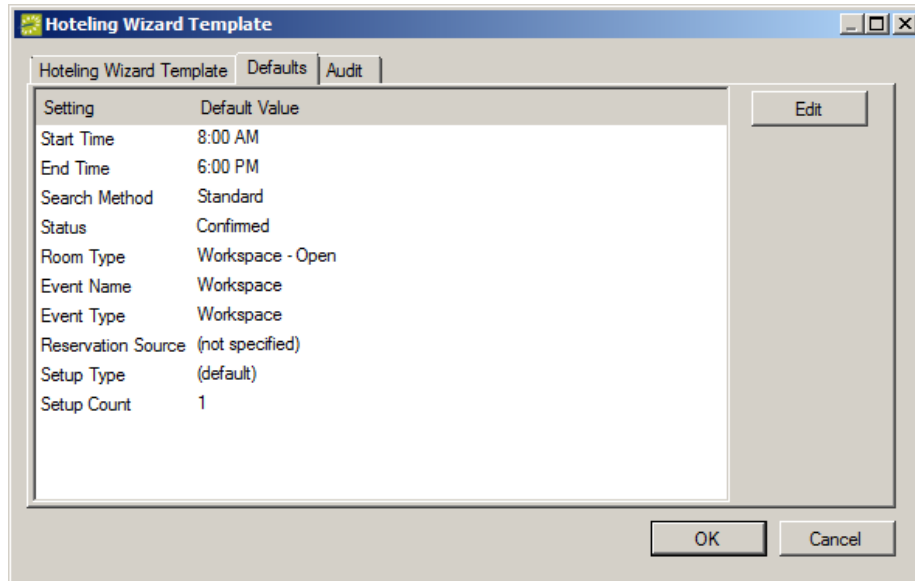 Hoteling Wizard Template
Hoteling Wizard Template Defaults Audit
Setting Default Value
Edit
Start Time 8:00 AM
End Time 6:00 PM
Search Method Standard
Status Confirmed
Room Type Workspace - Open
Event Name Workspace
Event Type Workspace
Reservation Source (not specified)
Setup Type (default)
Setup Count 1
OK Cancel